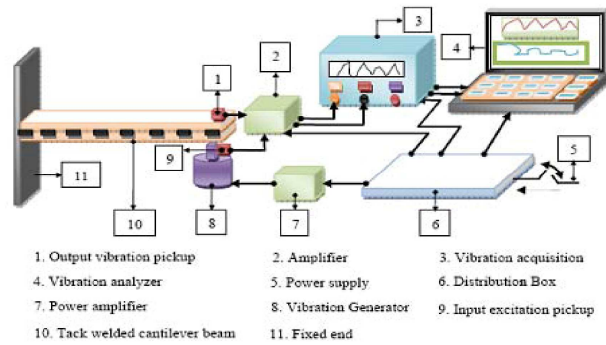 1
2
3
4
5
6
7
8
9
10
11
1. Output vibration pickup
2. Amplifier
3. Vibration acquisition
4. Vibration analyzer
5. Power supply
6. Distribution Box
7. Power amplifier
8. Vibration Generator
9. Input excitation pickup
10. Tack welded cantilever beam
11. Fixed end